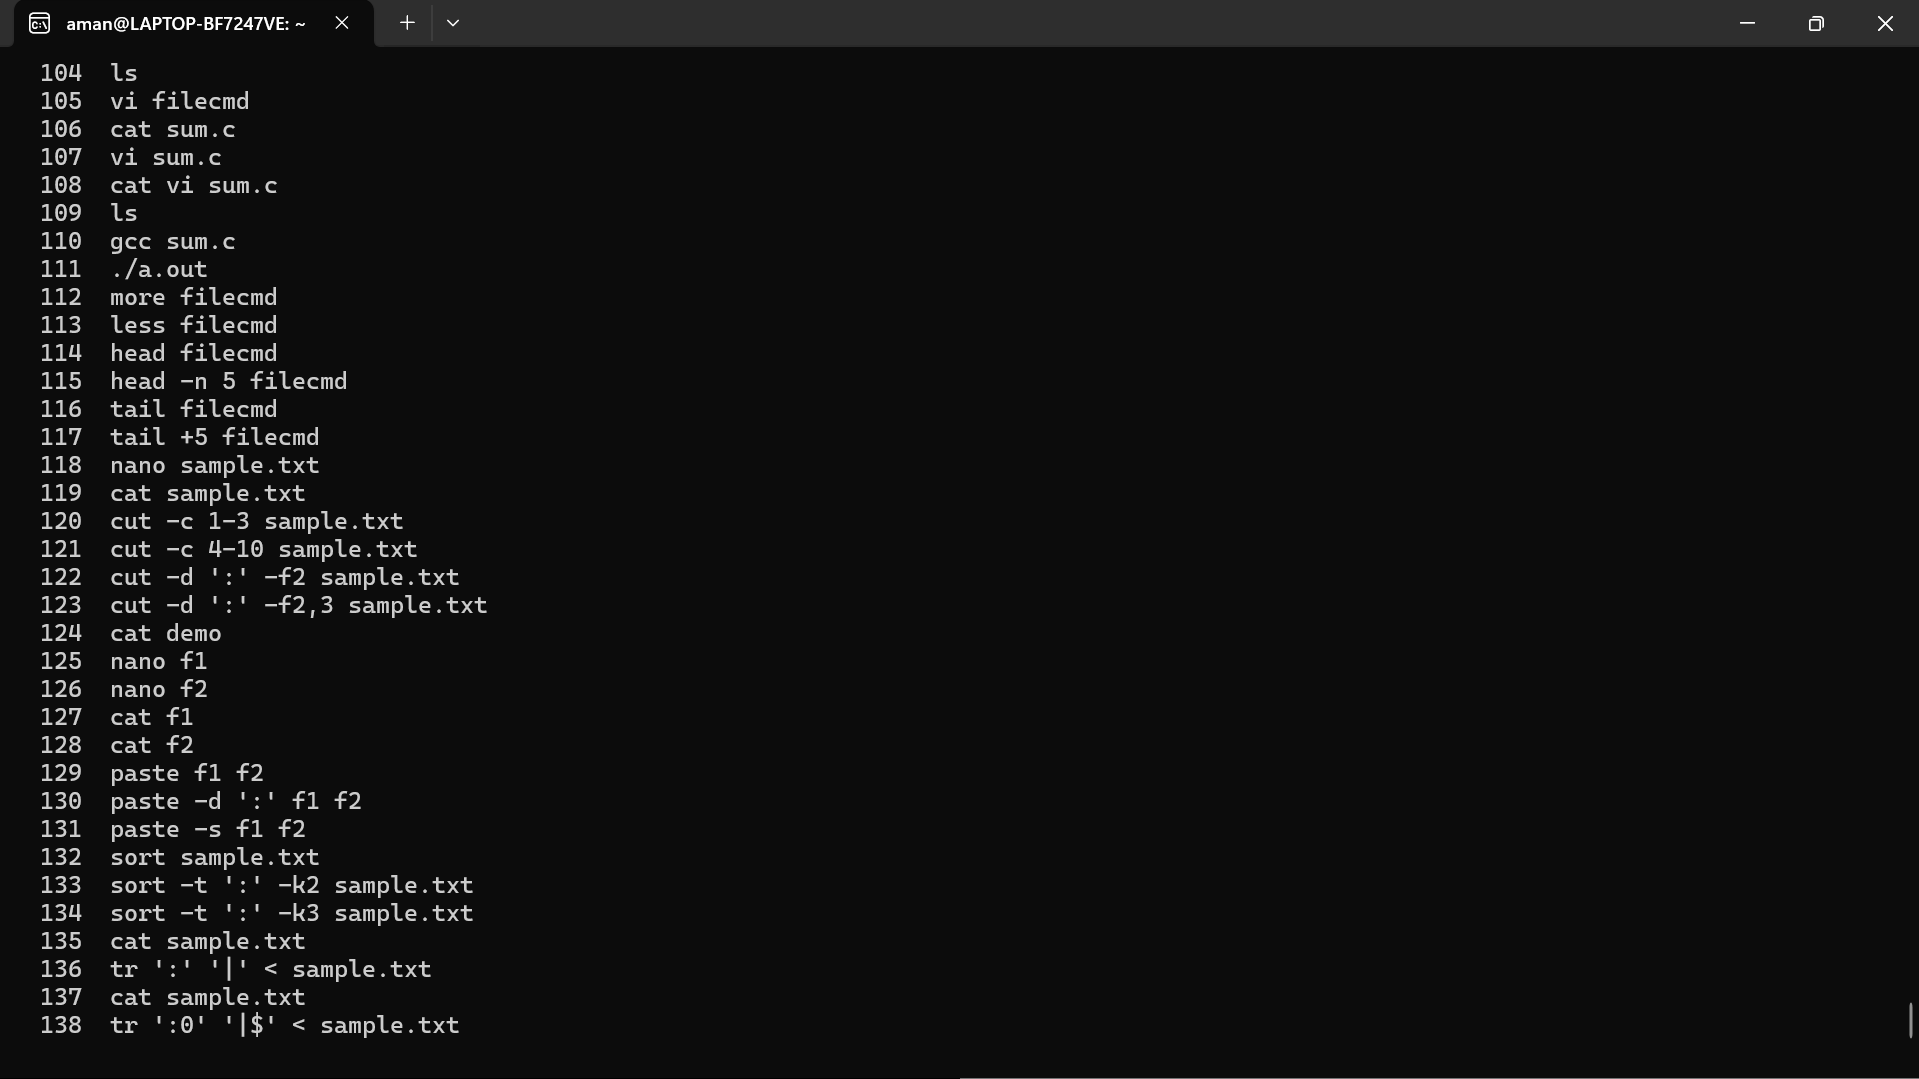 aman@LAPTOP-BF7247VE: ~
104 ls
105 vi filecmd
106 cat sum.c
107 vi sum.c
108 cat vi sum.c
109 ls
110 gcc sum.c
111 ./a.out
112 more filecmd
113 less filecmd
114 head filecmd
115 head -n 5 filecmd
116 tail filecmd
117 tail +5 filecmd
118 nano sample.txt
119 cat sample.txt
120 cut -c 1-3 sample.txt
121 cut -c 4-10 sample.txt
122 cut -d ':' -f2 sample.txt
123 cut -d ':' -f2,3 sample.txt
124 cat demo
125 nano f1
126 nano f2
127 cat f1
128 cat f2
129 paste f1 f2
130 paste -d ':' f1 f2
131 paste -s f1 f2
132 sort sample.txt
133 sort -t ':' -k2 sample.txt
134 sort -t ':' -k3 sample.txt
135 cat sample.txt
136 tr ':' '|' < sample.txt
137 cat sample.txt
138 tr ':0' '|$' < sample.txt